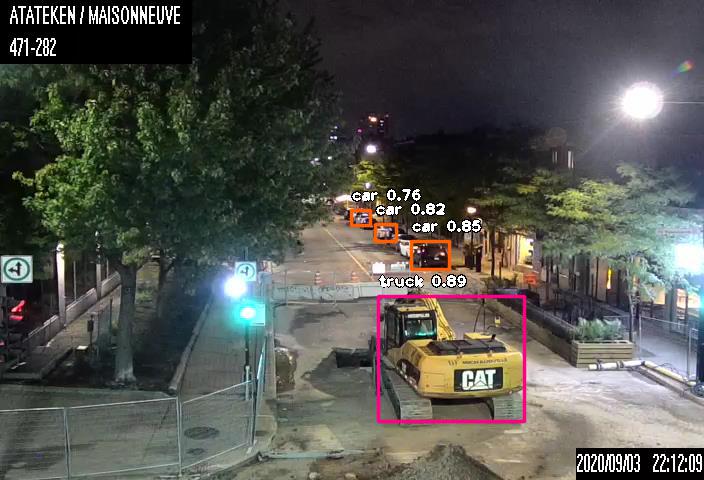 ATATEKEN / MAISONNEUVE
471-282
car 0.76
car 0.82
car 0.85
truck 0.89
CAT
2020/09/03 22:12:09